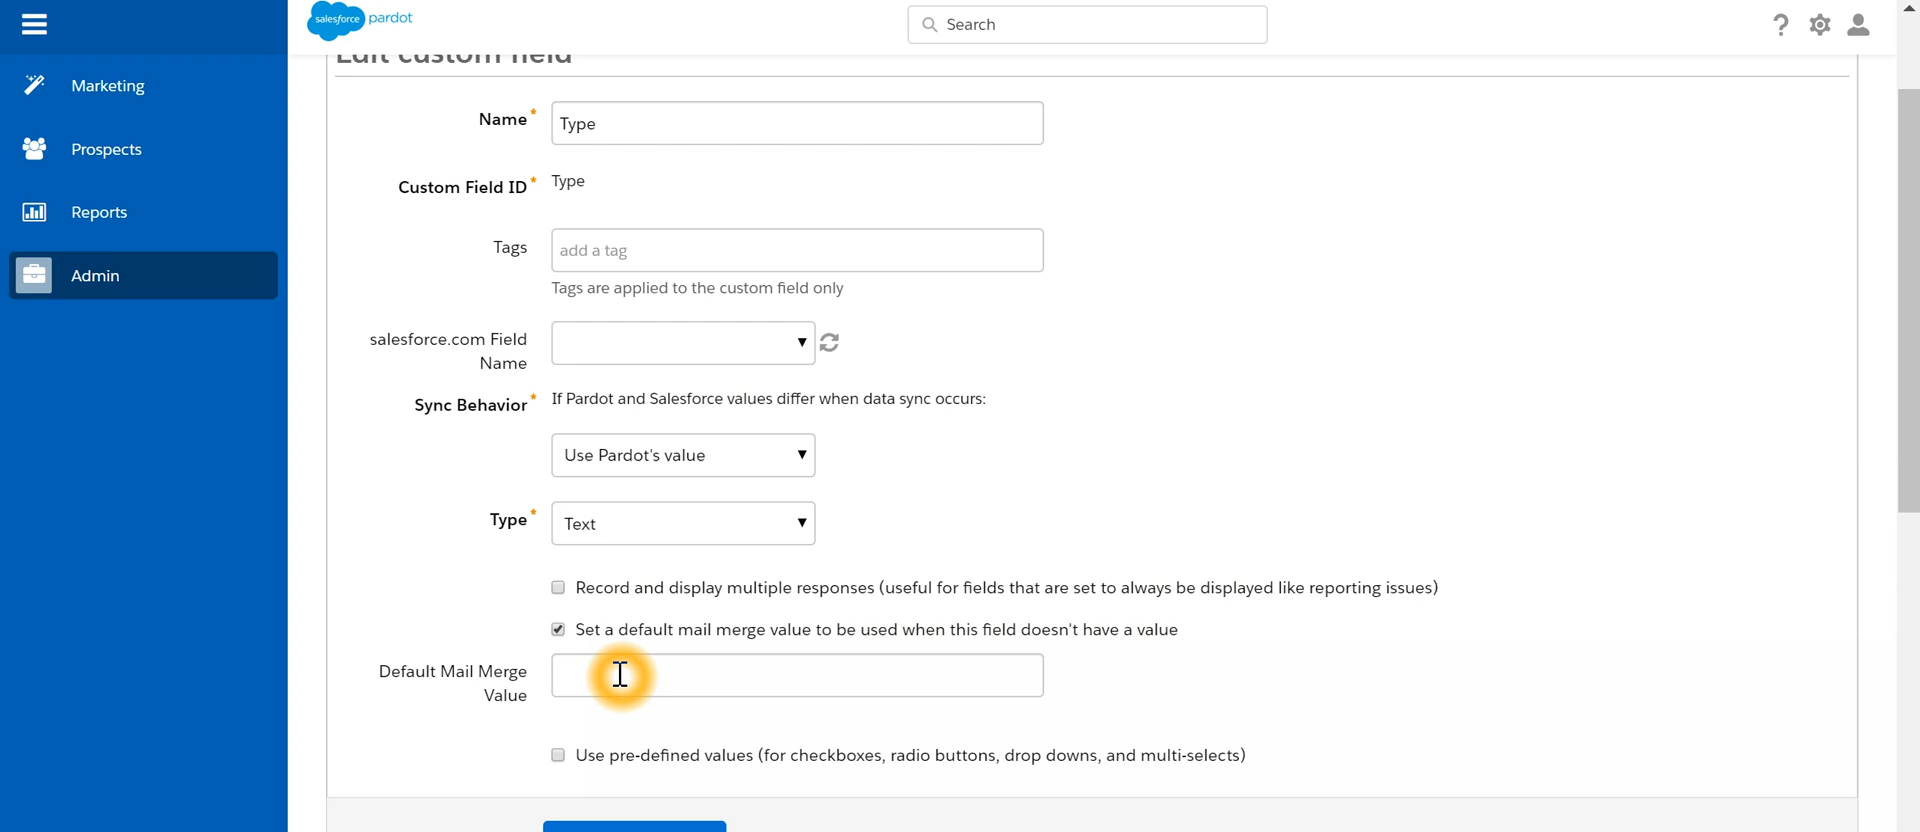 salesforce pardot
Search
?
Edit custom field
Marketing
Prospects
Reports
Admin
Name*
Type
Custom Field ID*
Type
Tags
add a tag
Tags are applied to the custom field only
salesforce.com Field
Name
Sync Behavior*
If Pardot and Salesforce values differ when data sync occurs:
Use Pardot's value
Type*
Text
Record and display multiple responses (useful for fields that are set to always be displayed like reporting issues)
Set a default mail merge value to be used when this field doesn't have a value
Default Mail Merge
Value
Use pre-defined values (for checkboxes, radio buttons, drop downs, and multi-selects)